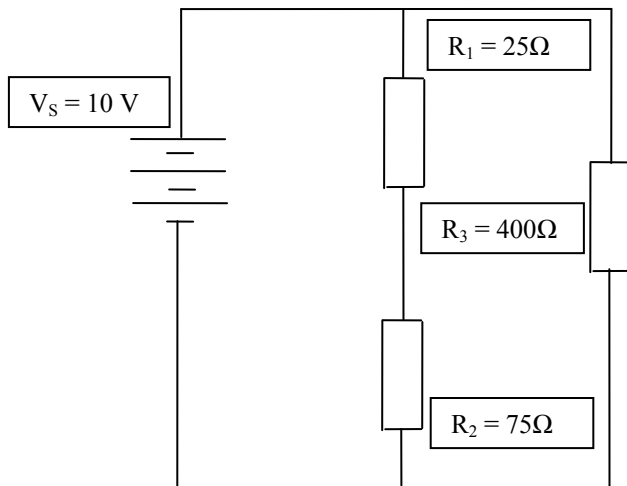 R₁ = 25Ω
V_S = 10 V
R₃ = 400Ω
R₂ = 75Ω